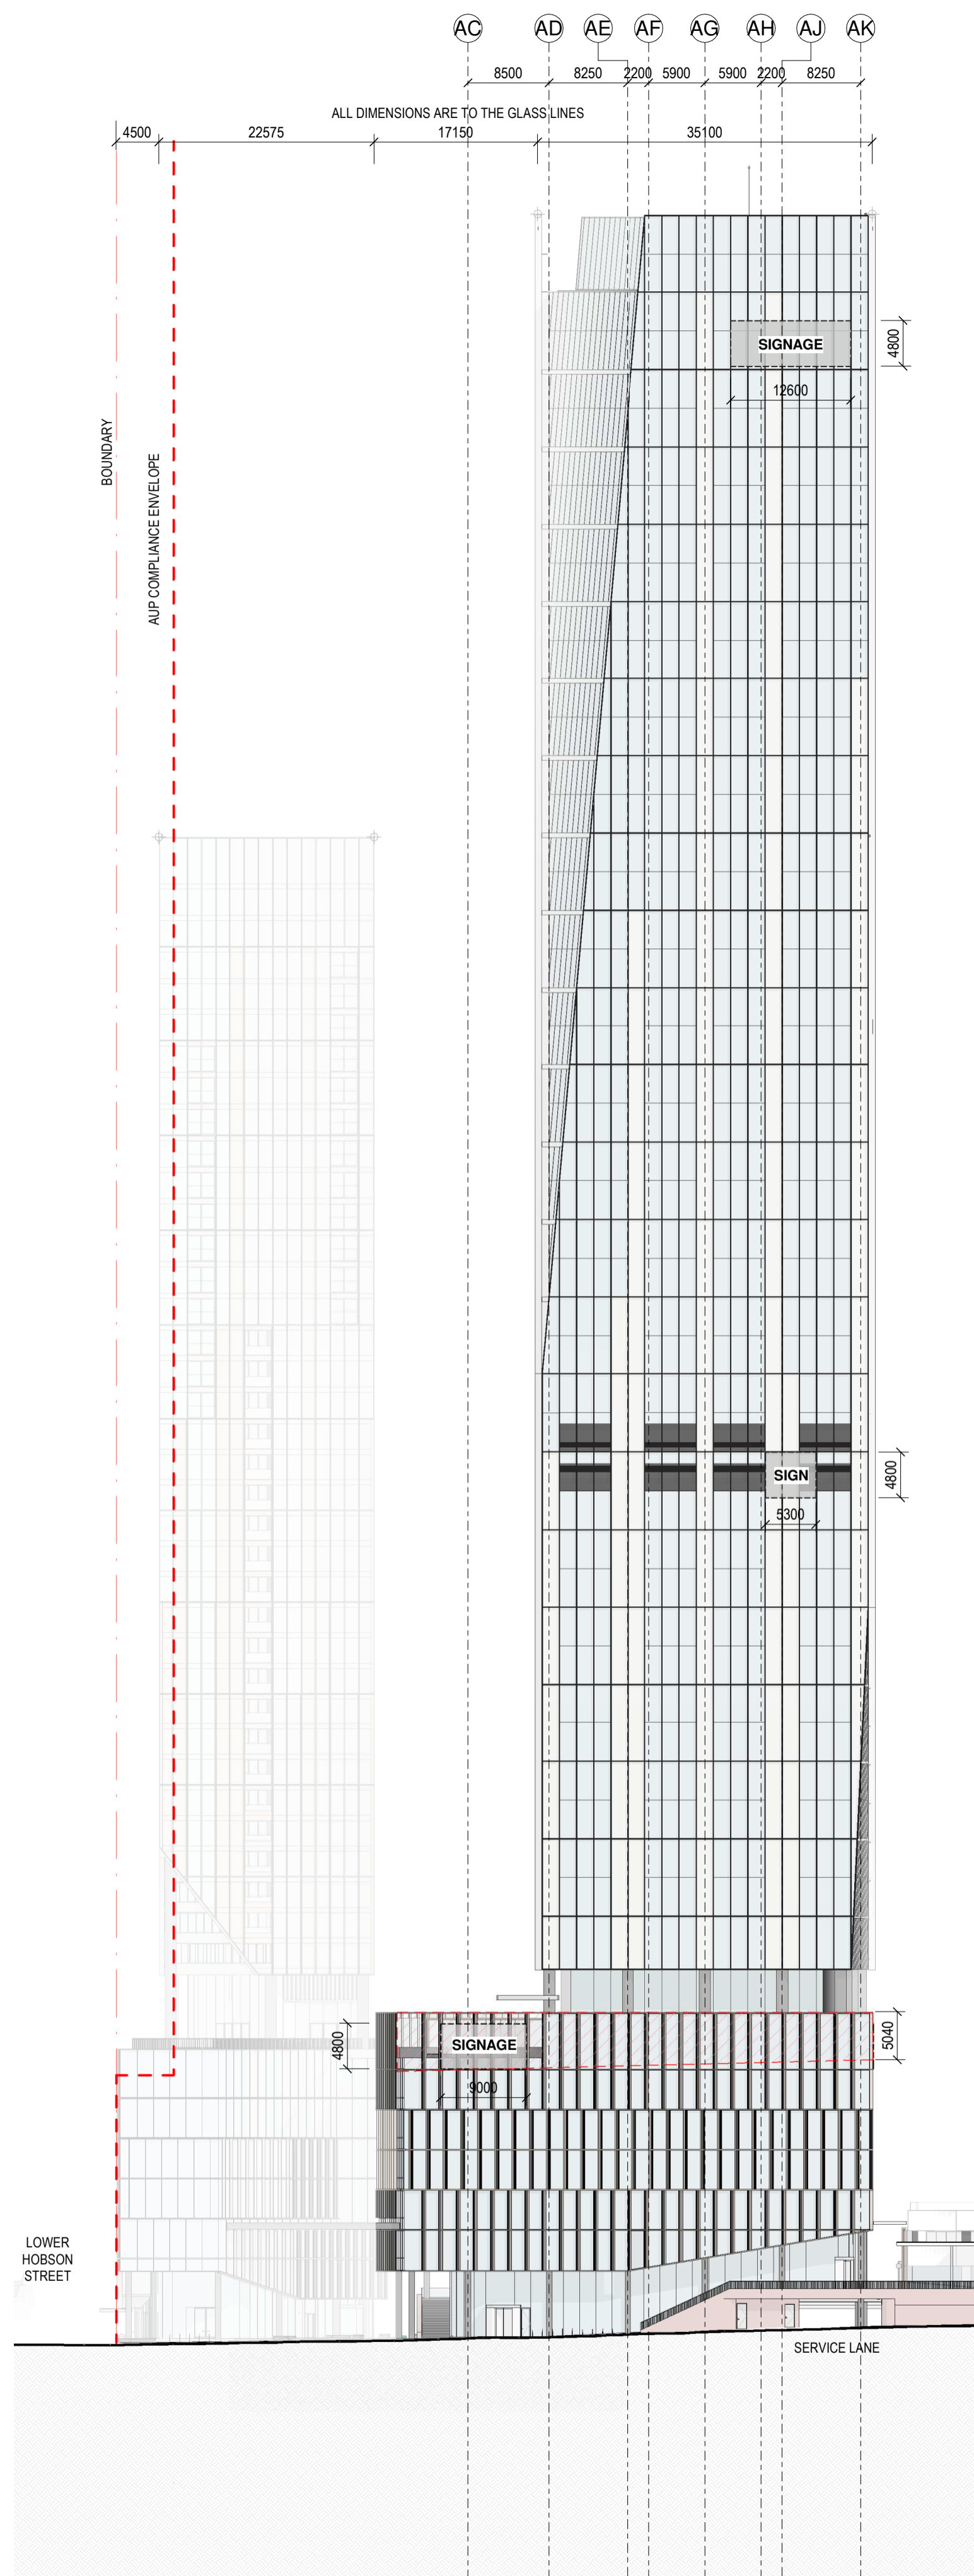 AC AD AE AF AG AH AJ AK
8500 8250 2200 5900 5900 2200 8250
ALL DIMENSIONS ARE TO THE GLASS LINES
4500 22575 17150 35100
SIGNAGE
4800
12600
BOUNDARY
AUP COMPLIANCE ENVELOPE
SIGN
4800
5300
4800
SIGNAGE
5040
9000
LOWER
HOBSON
STREET
SERVICE LANE